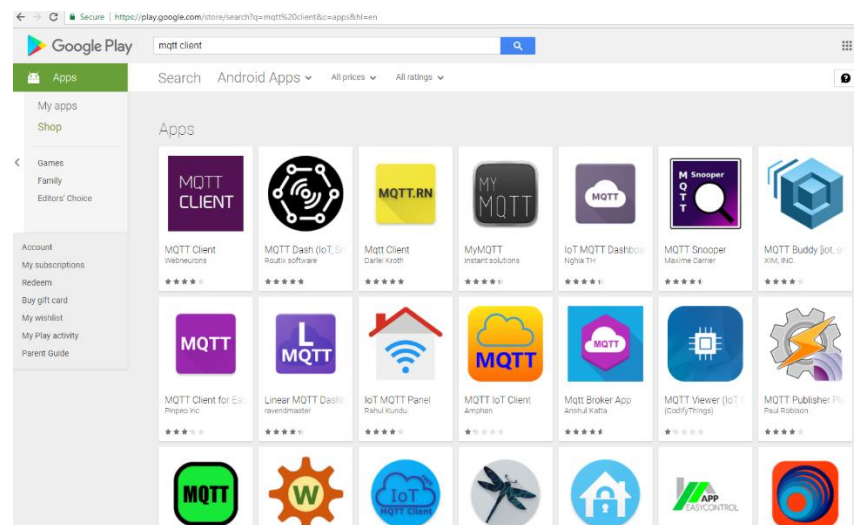 Secure | https://play.google.com/store/search?q=mqtt%20client&c=apps&hl=en
Google Play
mqtt client
Apps
Search Android Apps All prices All ratings
My apps
Shop
Games
Family
Editors' Choice
Account
My subscriptions
Redeem
Buy gift card
My wishlist
My Play activity
Parent Guide
Apps
MQTT
CLIENT
MQTT.RN
MY
MQTT
MQTT
M Snooper
Q
T
T
MQTT Client
Webneurons
MQTT Dash (IoT, S
Routix software
Mqtt Client
Darlei Kroth
MyMQTT
instant:solutions
IoT MQTT Dashboa
Nghia TH
MQTT Snooper
Maxime Carrier
MQTT Buddy [iot,
XIM, INC.
MQTT
L
MQTT
MQTT
MQTT
MQTT Client for Ea
Pinpeo Inc
Linear MQTT Dash
ravendmaster
IoT MQTT Panel
Rahul Kundu
MQTT IoT Client
Amphan
Mqtt Broker App
Anshul Katta
MQTT Viewer (IoT
(CodifyThings)
MQTT Publisher Pl
Paul Robison
MQTT
W
IoT
MQTT Client
APP
EASYCONTROL